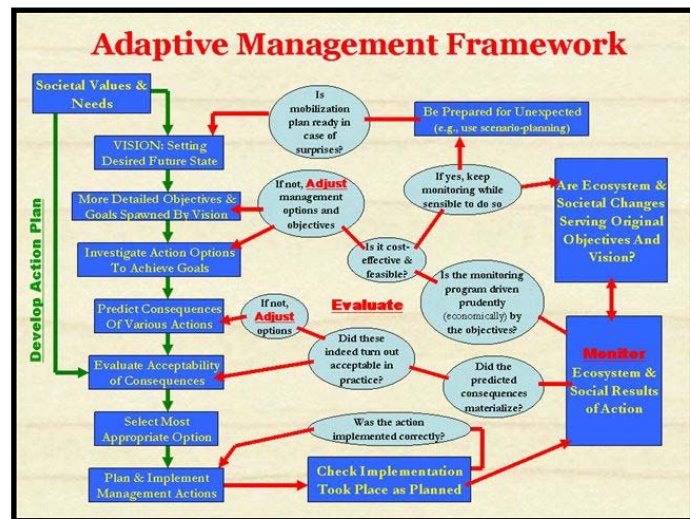 Adaptive Management Framework
Societal Values &
Needs
Is
mobilization
plan ready in
case of
surprises?
Be Prepared for Unexpected
(e.g., use scenario-planning)
VISION: Setting
Desired Future State
If not, Adjust
management
options and
objectives
If yes, keep
monitoring while
sensible to do so
Are Ecosystem &
Societal Changes
Serving Original
Objectives And
Vision?
More Detailed Objectives &
Goals Spawned By Vision
Investigate Action Options
To Achieve Goals
Is it cost-
effective &
feasible?
Is the monitoring
program driven
prudently
(economically) by
the objectives?
Develop Action Plan
Predict Consequences
Of Various Actions
If not,
Adjust
options
Evaluate
Did these
indeed turn out
acceptable in
practice?
Did the
predicted
consequences
materialize?
Monitor
Ecosystem &
Social Results
of Action
Evaluate Acceptability
of Consequences
Select Most
Appropriate Option
Was the action
implemented correctly?
Plan & Implement
Management Actions
Check Implementation
Took Place as Planned